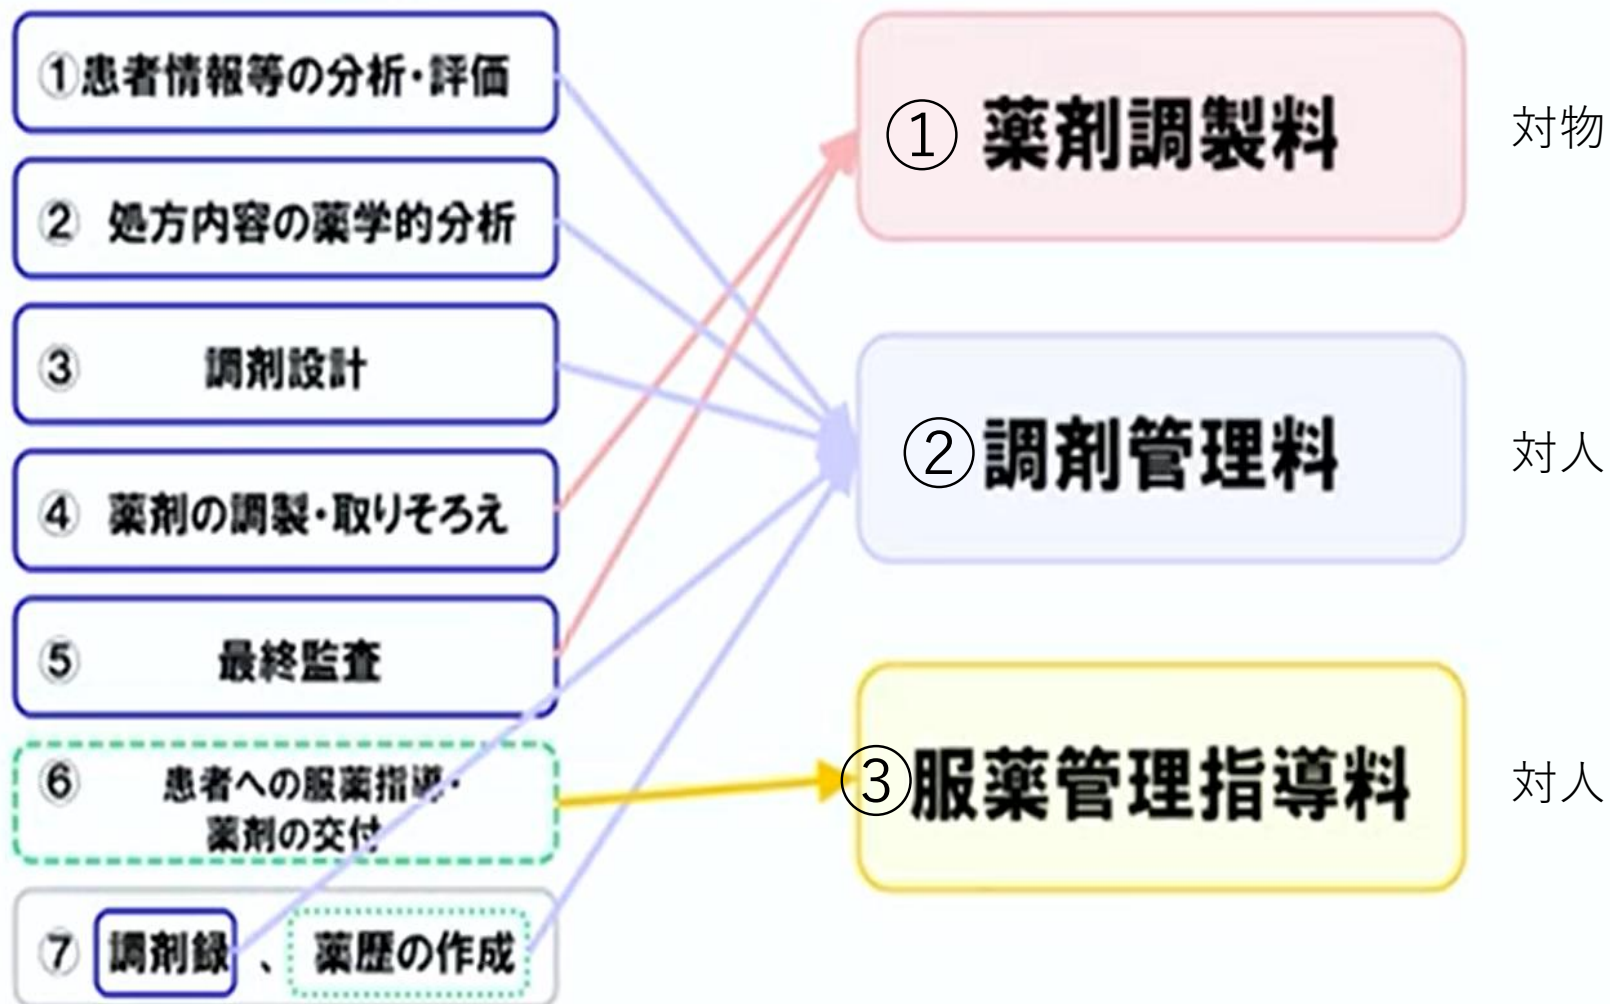 ①患者情報等の分析・評価
② 処方内容の薬学的分析
③ 調剤設計
④ 薬剤の調製・取りそろえ
⑤ 最終監査
⑥ 患者への服薬指導・
薬剤の交付
⑦ 調剤録 、 薬歴の作成
① 薬剤調製料
対物
② 調剤管理料
対人
③ 服薬管理指導料
対人